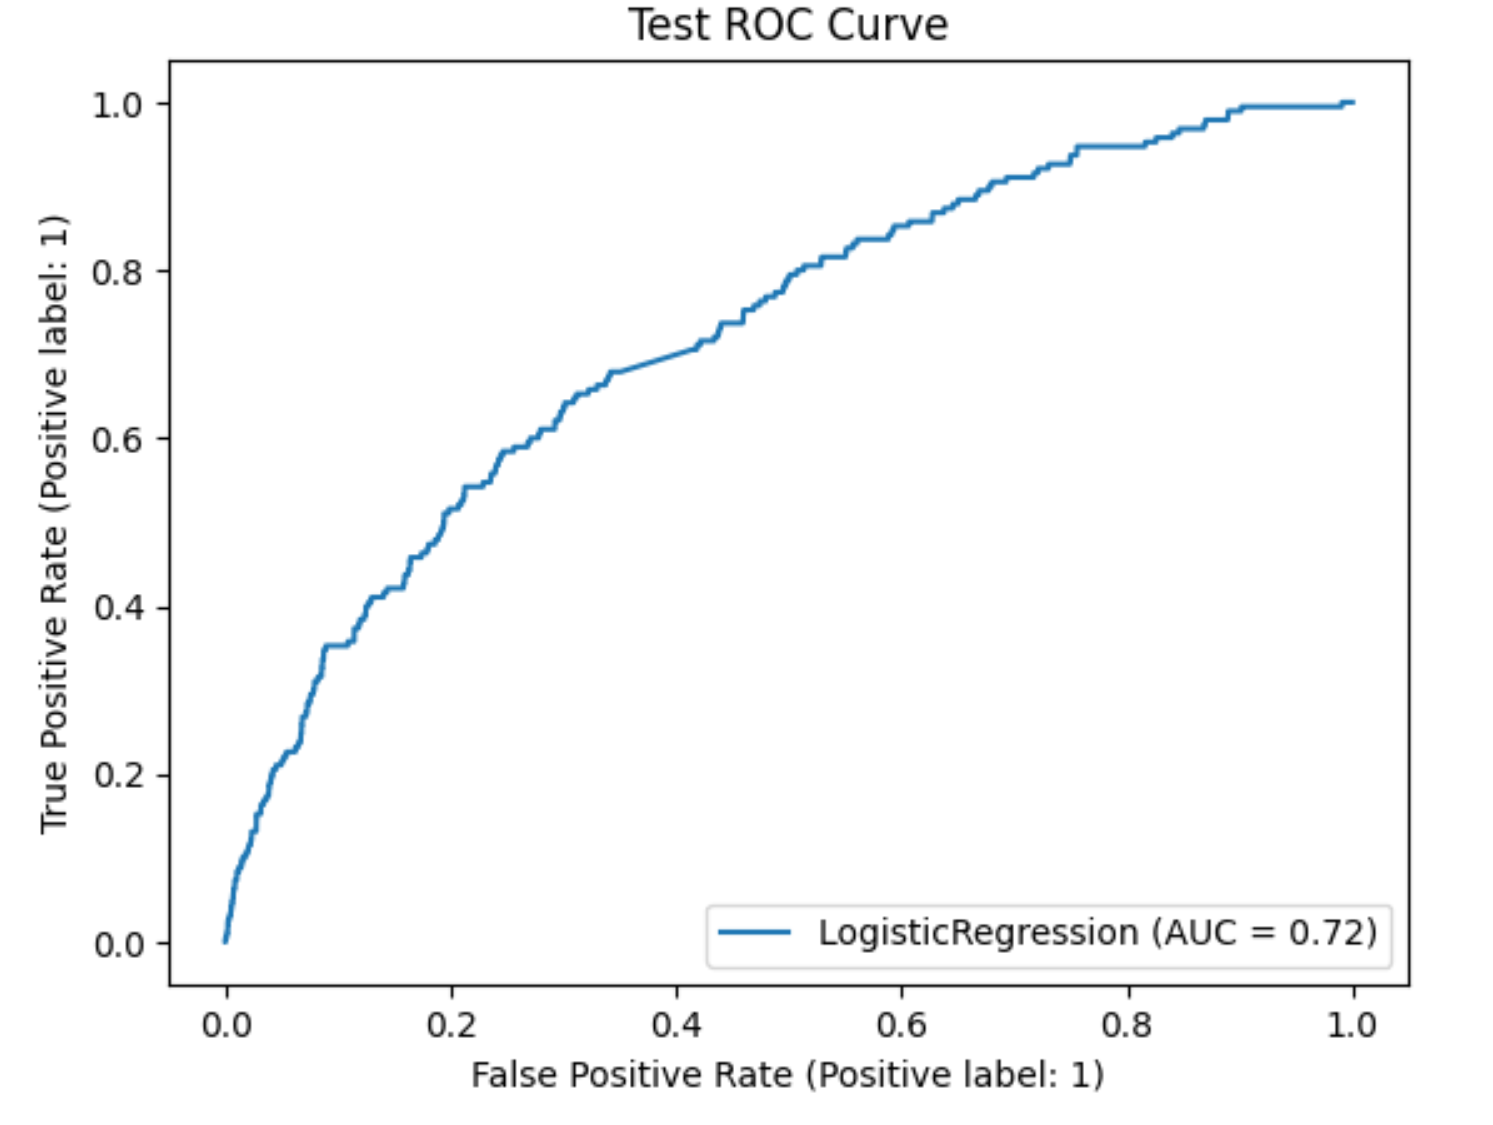 Test ROC Curve
1.0
0.8
0.6
0.4
0.2
0.0
True Positive Rate (Positive label: 1)
LogisticRegression (AUC = 0.72)
0.0 0.2 0.4 0.6 0.8 1.0
False Positive Rate (Positive label: 1)